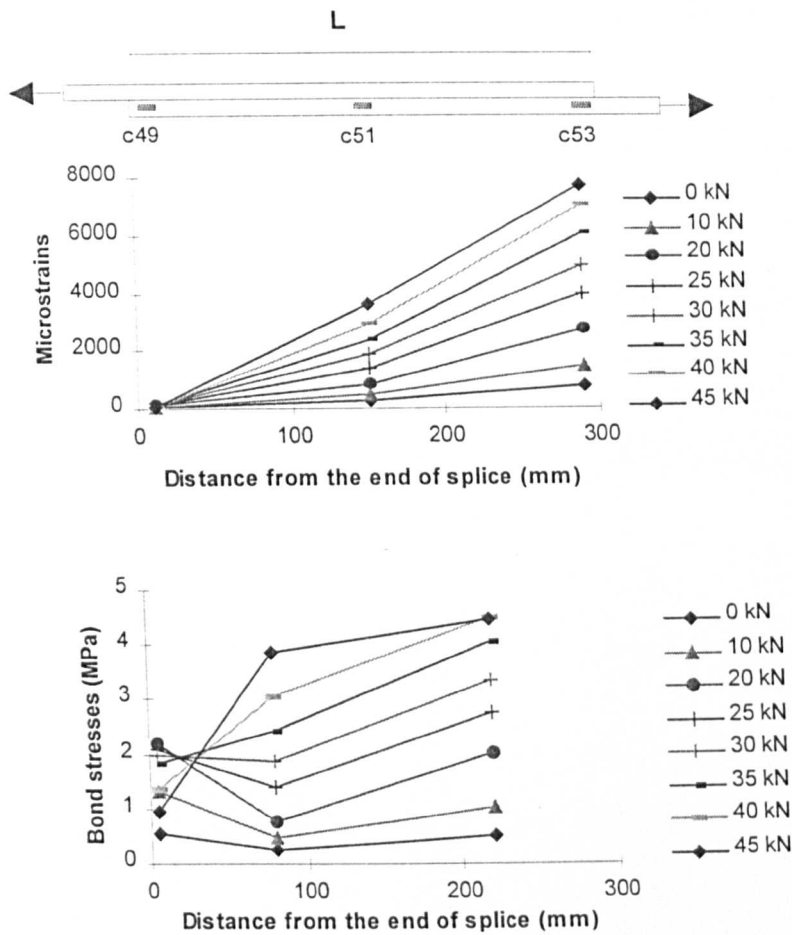 L
c49 c51 c53
8000
6000
4000
2000
0
Microstrains
0 100 200 300
Distance from the end of splice (mm)
0 kN
10 kN
20 kN
25 kN
30 kN
35 kN
40 kN
45 kN
5
4
3
2
1
0
Bond stresses (MPa)
0 100 200 300
Distance from the end of splice (mm)
0 kN
10 kN
20 kN
25 kN
30 kN
35 kN
40 kN
45 kN